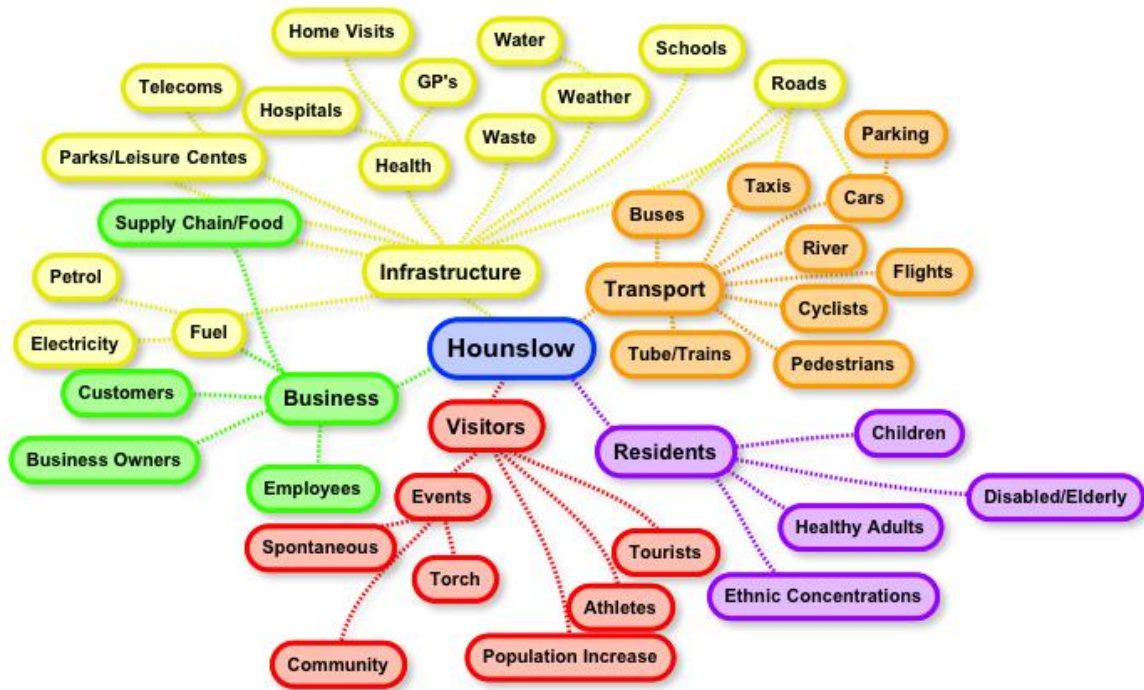 Home Visits
Water
Schools
Telecoms
GP's
Roads
Hospitals
Weather
Parking
Parks/Leisure Centes
Health
Waste
Taxis
Cars
Supply Chain/Food
Buses
River
Infrastructure
Flights
Petrol
Transport
Cyclists
Fuel
Electricity
Hounslow
Tube/Trains
Pedestrians
Customers
Business
Visitors
Children
Business Owners
Residents
Employees
Events
Disabled/Elderly
Spontaneous
Healthy Adults
Tourists
Torch
Ethnic Concentrations
Athletes
Community
Population Increase